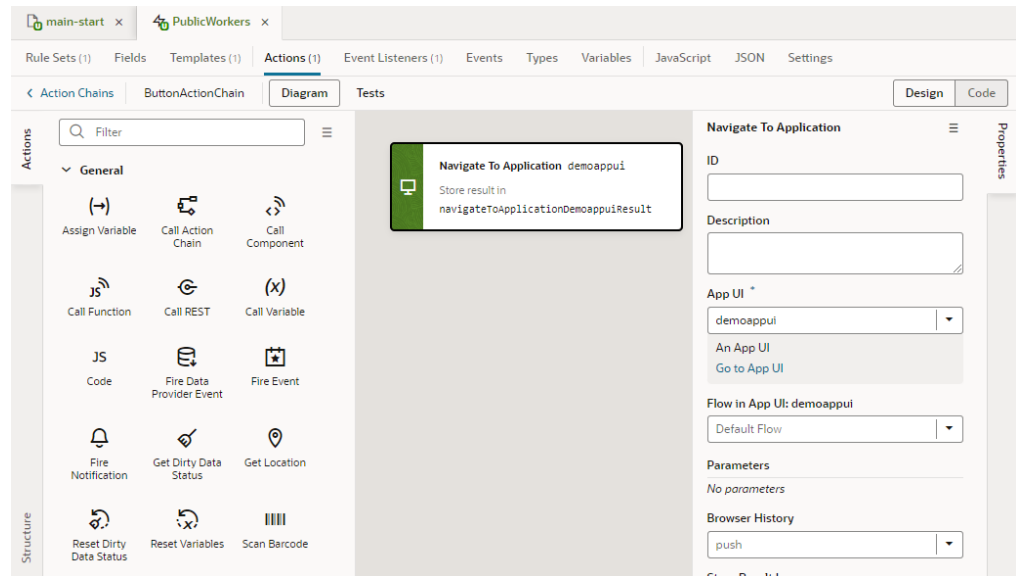 main-start ×
PublicWorkers ×
Rule Sets (1) Fields Templates (1) Actions (1) Event Listeners (1) Events Types Variables JavaScript JSON Settings
Action Chains ButtonActionChain Diagram Tests Design Code
Actions
Structure
Filter
General
Assign Variable
Call Action Chain
Call Component
JS
Call Function
Call REST
(x)
Call Variable
JS
Code
Fire Data Provider Event
Fire Event
Fire Notification
Get Dirty Data Status
Get Location
Reset Dirty Data Status
Reset Variables
Scan Barcode
Navigate To Application demoappui
Store result in
navigateToApplicationDemoappuiResult
Navigate To Application
ID
Description
App UI *
demoappui
An App UI
Go to App UI
Flow in App UI: demoappui
Default Flow
Parameters
No parameters
Browser History
push
Properties